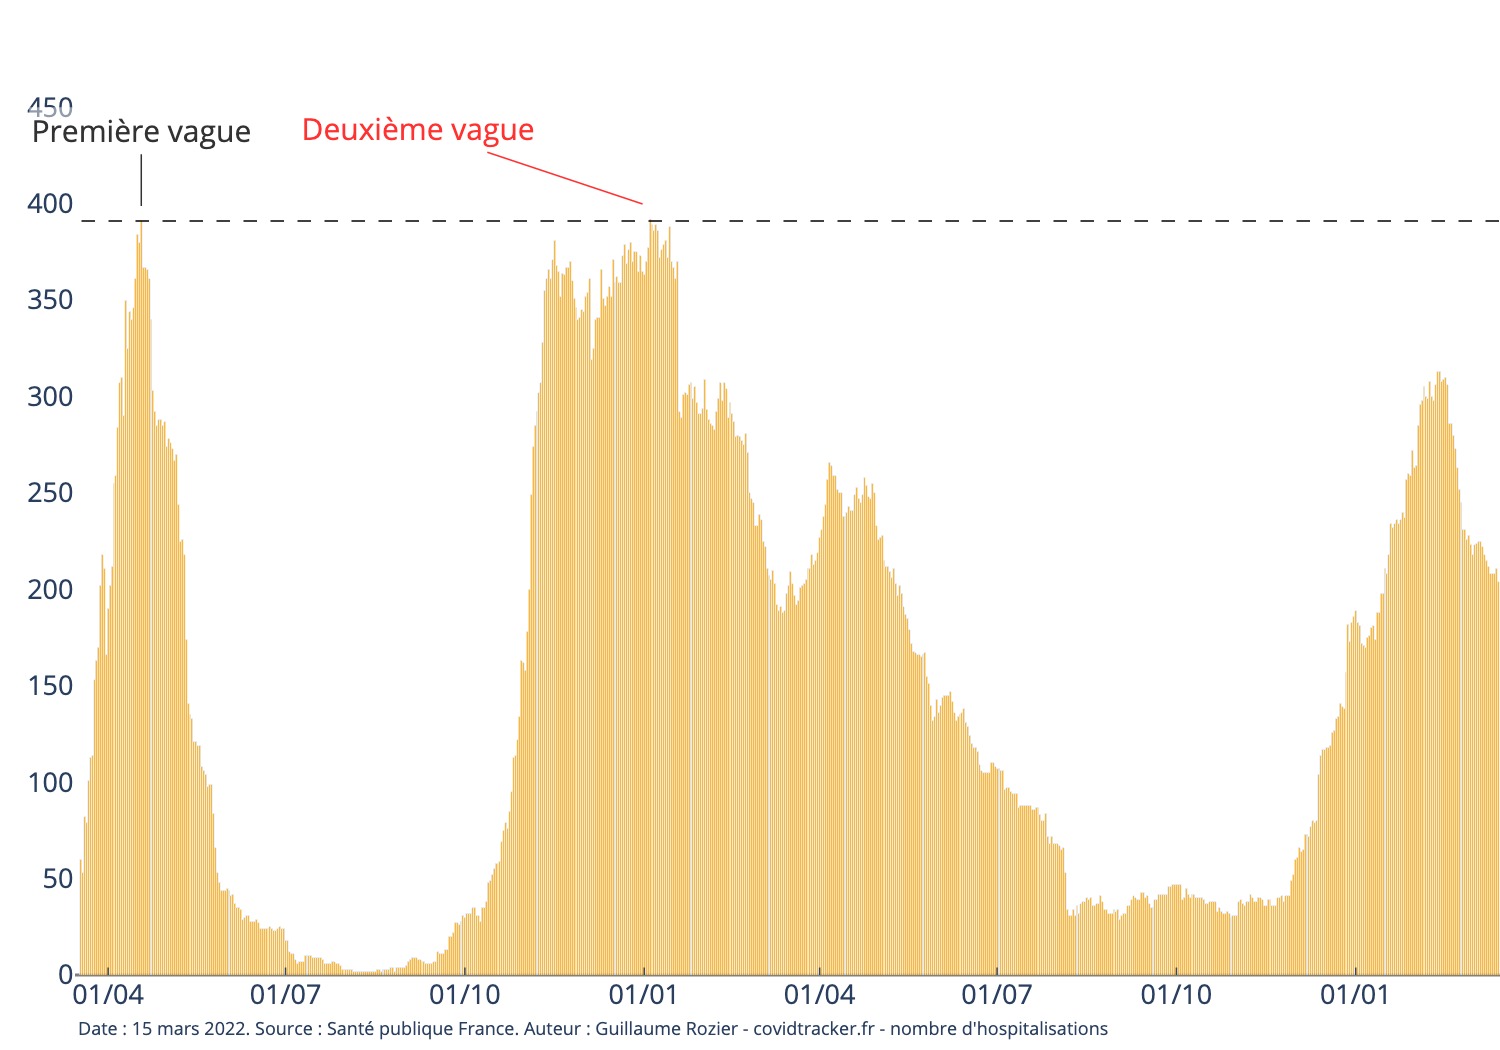 450
Première vague
Deuxième vague
400
350
300
250
200
150
100
50
0
01/04 01/07 01/10 01/01 01/04 01/07 01/10 01/01
Date : 15 mars 2022. Source : Santé publique France. Auteur : Guillaume Rozier - covidtracker.fr - nombre d'hospitalisations